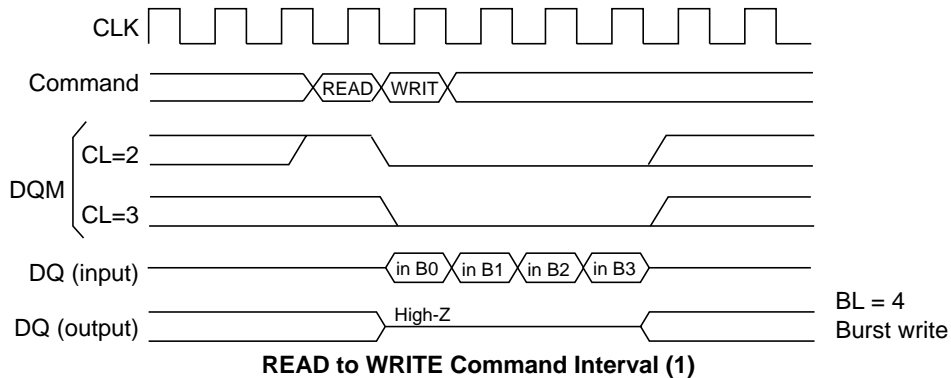 CLK
Command
READ WRIT
DQM
CL=2
CL=3
DQ (input)
in B0 in B1 in B2 in B3
DQ (output)
High-Z
BL = 4
Burst write
READ to WRITE Command Interval (1)